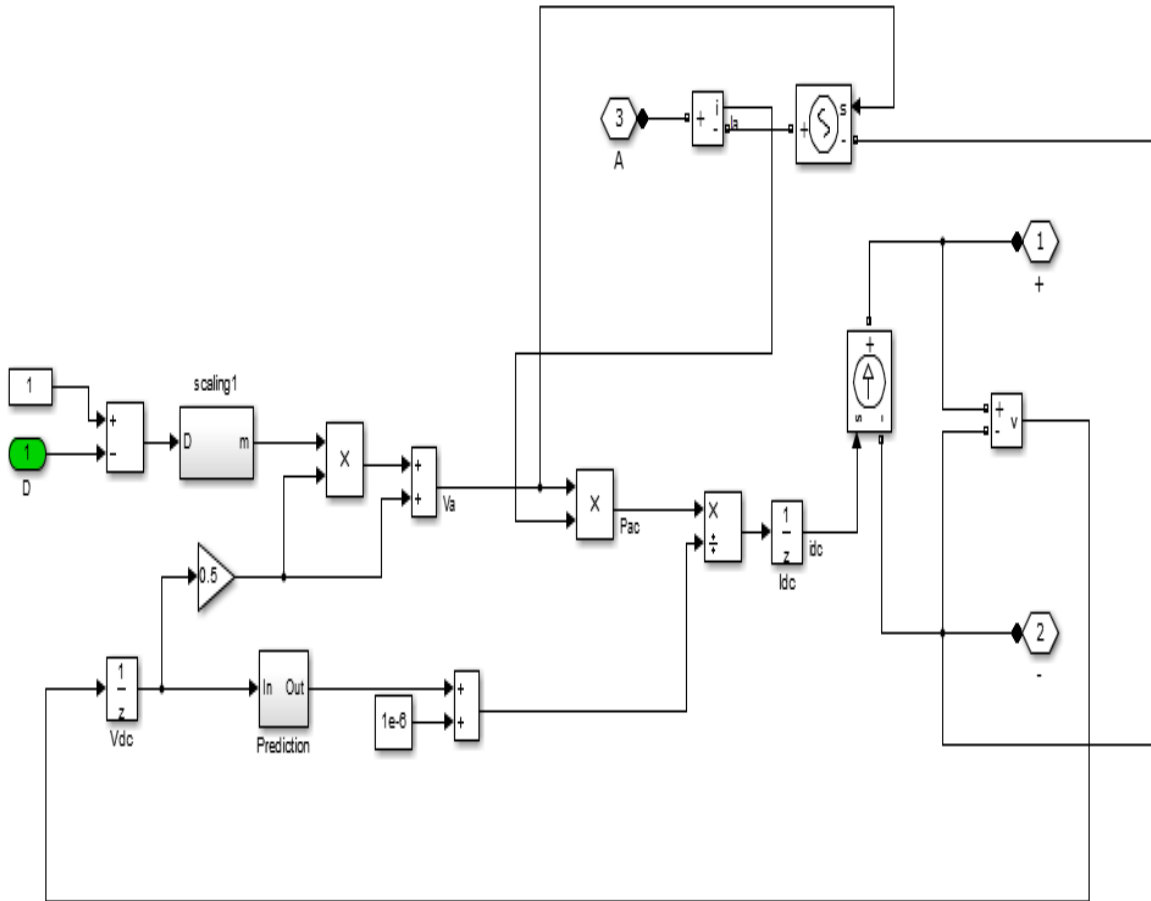 3
A
+ i
-
Ia
s
+
-
1
+
+
s -
+
-
v
1
+
-
scaling1
D m
1
D
X
+
+
Va
X
Pac
X
÷
1
z
Idc
idc
0.5
2
-
1
z
Vdc
In Out
Prediction
1e-6
+
+